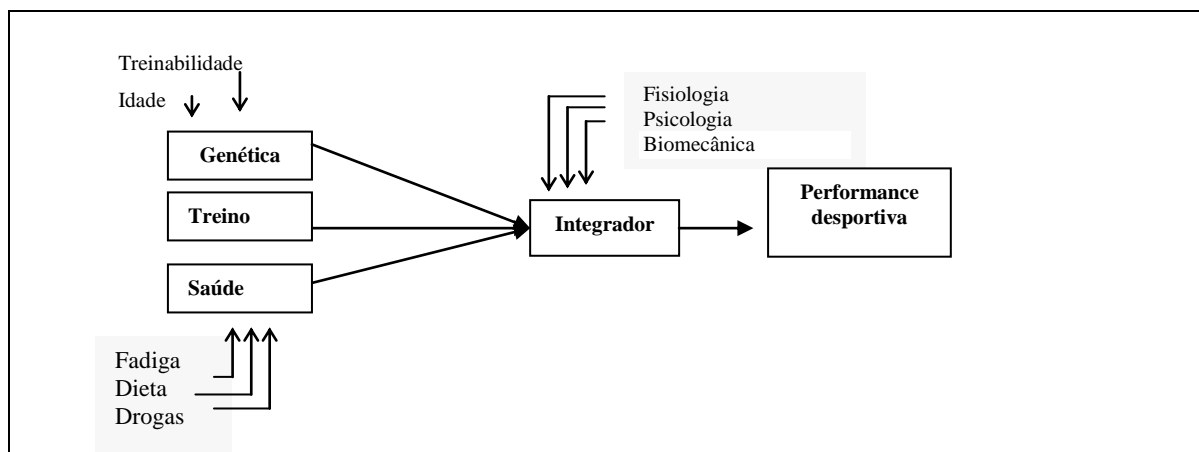 Treinabilidade
Idade
Genética
Treino
Saúde
Fadiga
Dieta
Drogas
Fisiologia
Psicologia
Biomecânica
Integrador
Performance
desportiva